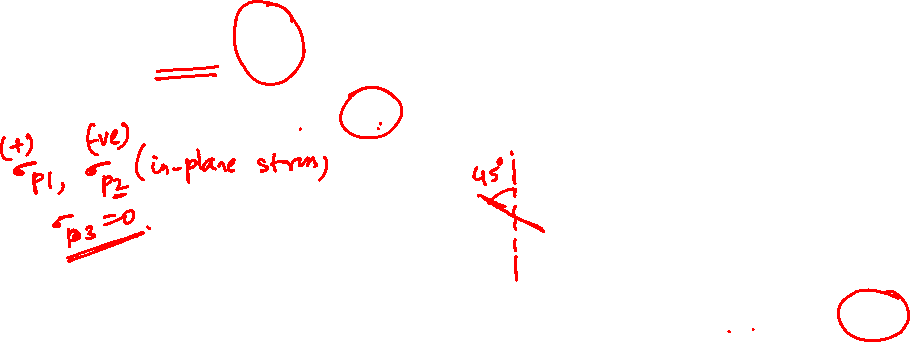 (+) (-ve)
σp1, σp2 (in-plane stress)
σp3 = 0
45°